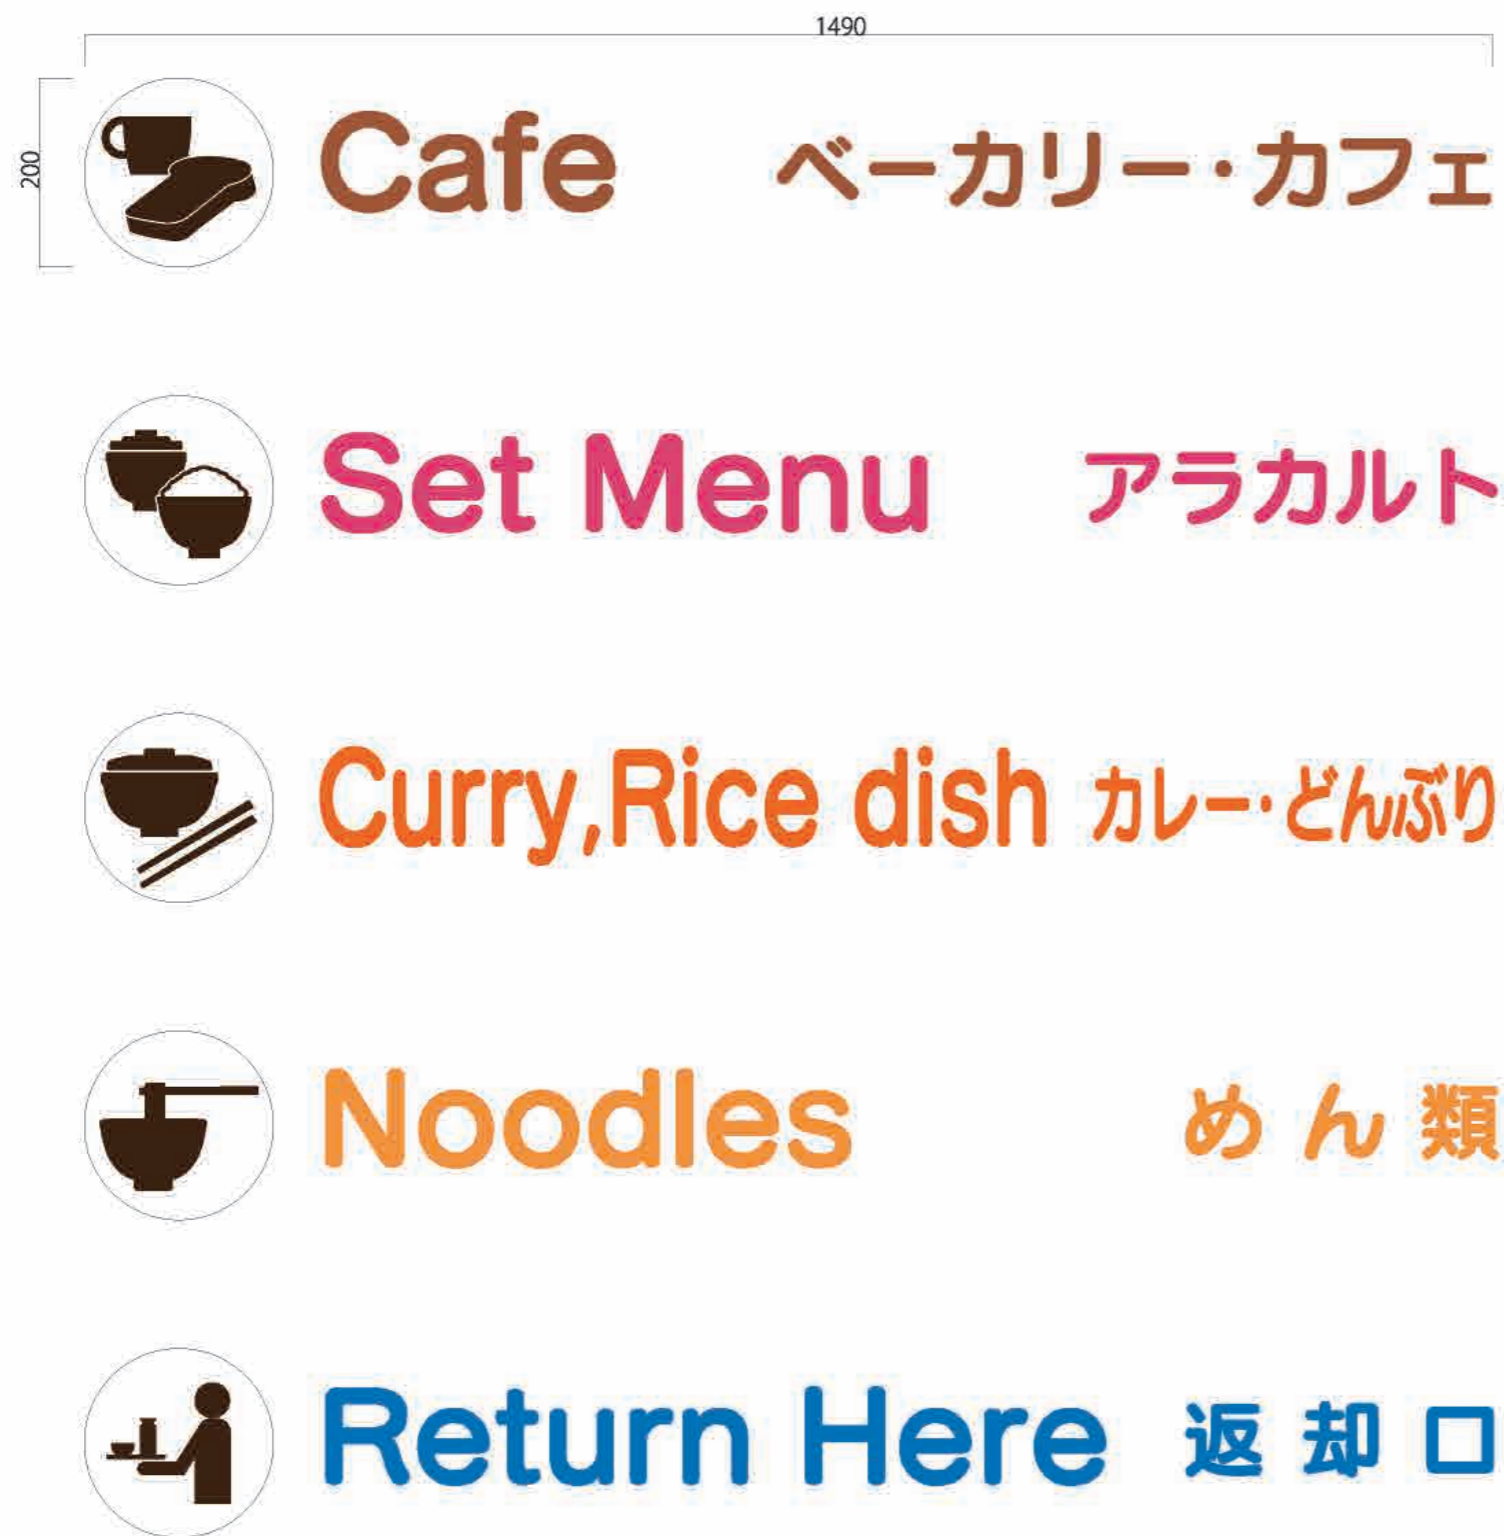 1490
200
Cafe ベーカリー・カフェ
Set Menu アラカルト
Curry,Rice dish カレー・どんぶり
Noodles めん類
Return Here 返却口